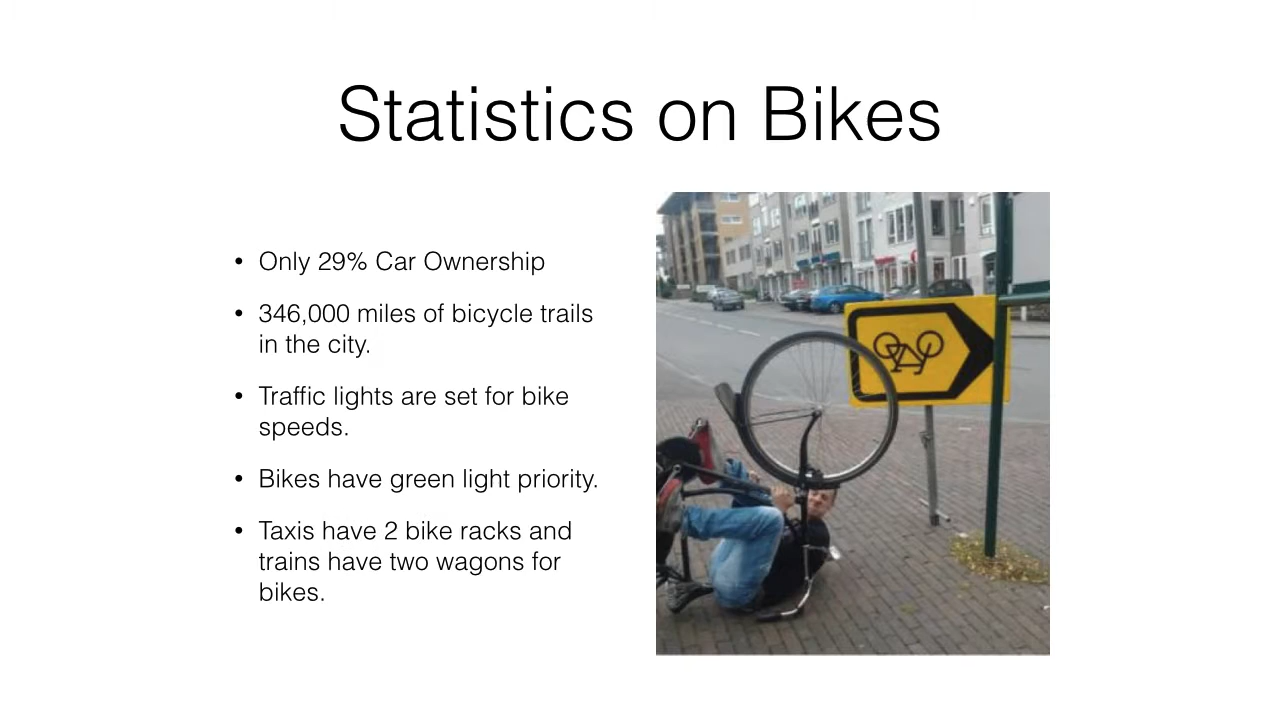 Statistics on Bikes
• Only 29% Car Ownership
• 346,000 miles of bicycle trails
in the city.
• Traffic lights are set for bike
speeds.
• Bikes have green light priority.
• Taxis have 2 bike racks and
trains have two wagons for
bikes.